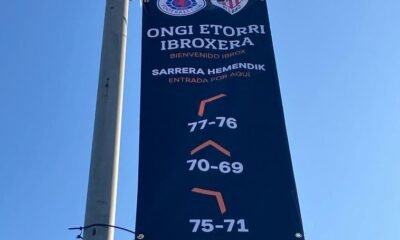 ONGI ETORRI
IBROXERA
BIENVENIDO IBROX
SARRERA HEMENDIK
ENTRADA POR AQUÍ
77-76
70-69
75-71